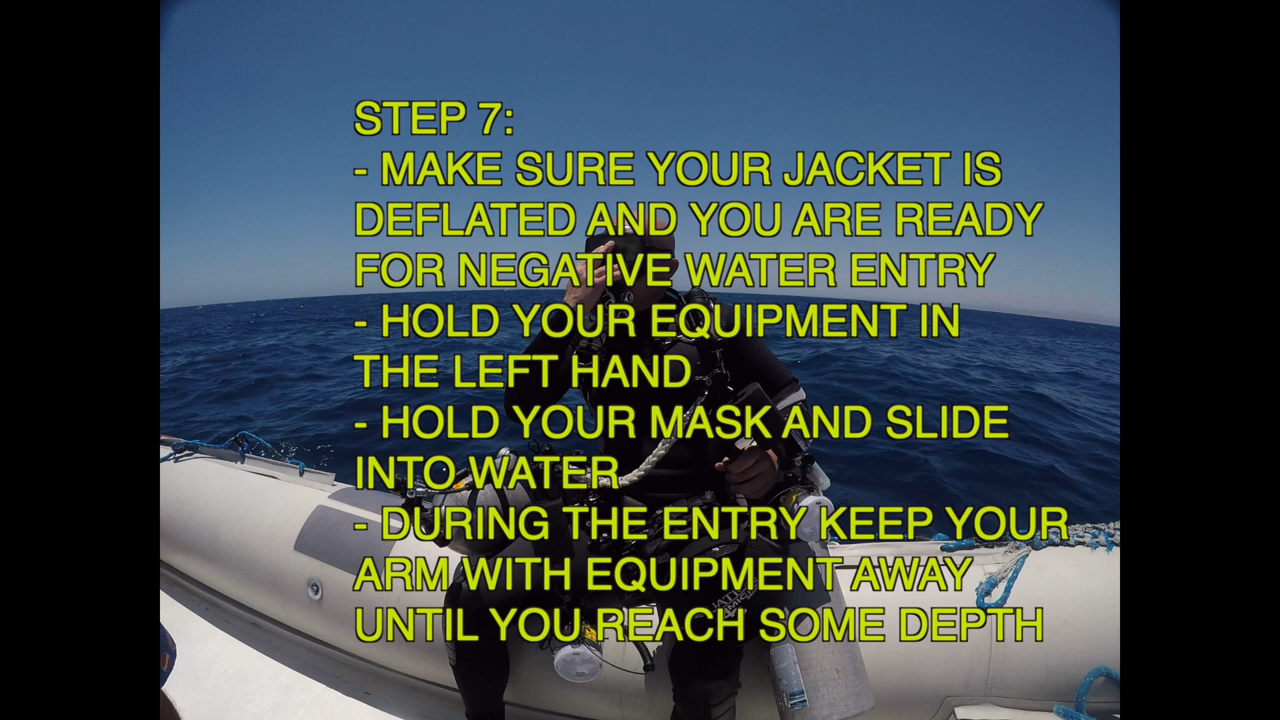 STEP 7:
- MAKE SURE YOUR JACKET IS
DEFLATED AND YOU ARE READY
FOR NEGATIVE WATER ENTRY
- HOLD YOUR EQUIPMENT IN
THE LEFT HAND
- HOLD YOUR MASK AND SLIDE
INTO WATER
- DURING THE ENTRY KEEP YOUR
ARM WITH EQUIPMENT AWAY
UNTIL YOU REACH SOME DEPTH